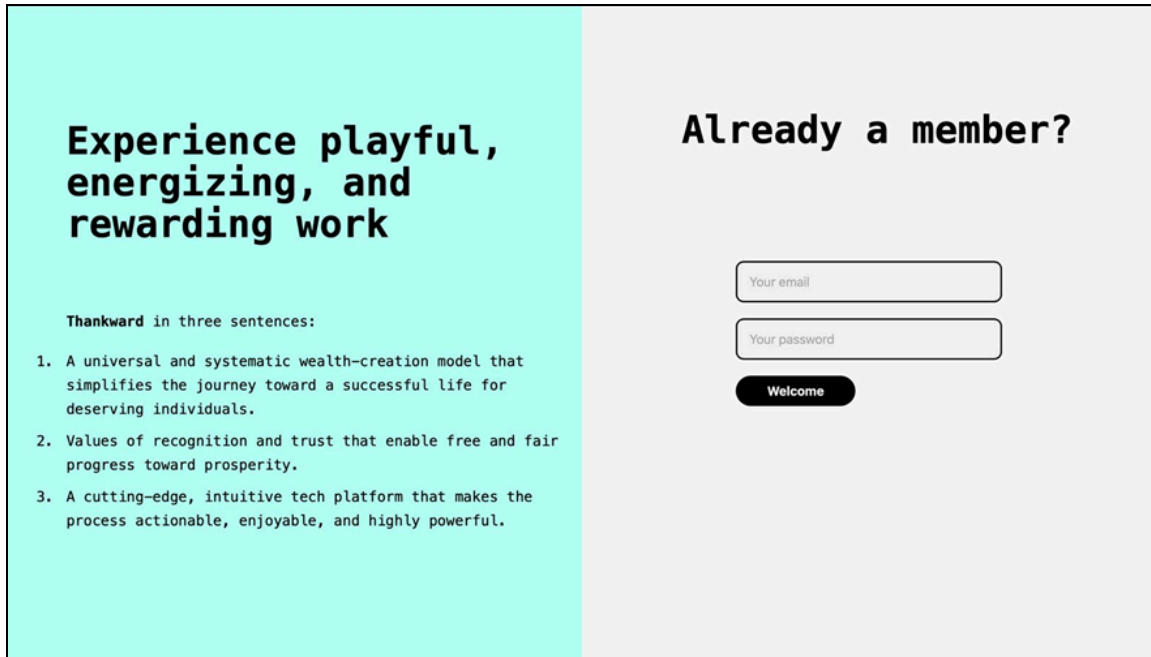 Experience playful,
energizing, and
rewarding work
Thankward in three sentences:
1. A universal and systematic wealth-creation model that
simplifies the journey toward a successful life for
deserving individuals.
2. Values of recognition and trust that enable free and fair
progress toward prosperity.
3. A cutting-edge, intuitive tech platform that makes the
process actionable, enjoyable, and highly powerful.
Already a member?
Your email
Your password
Welcome